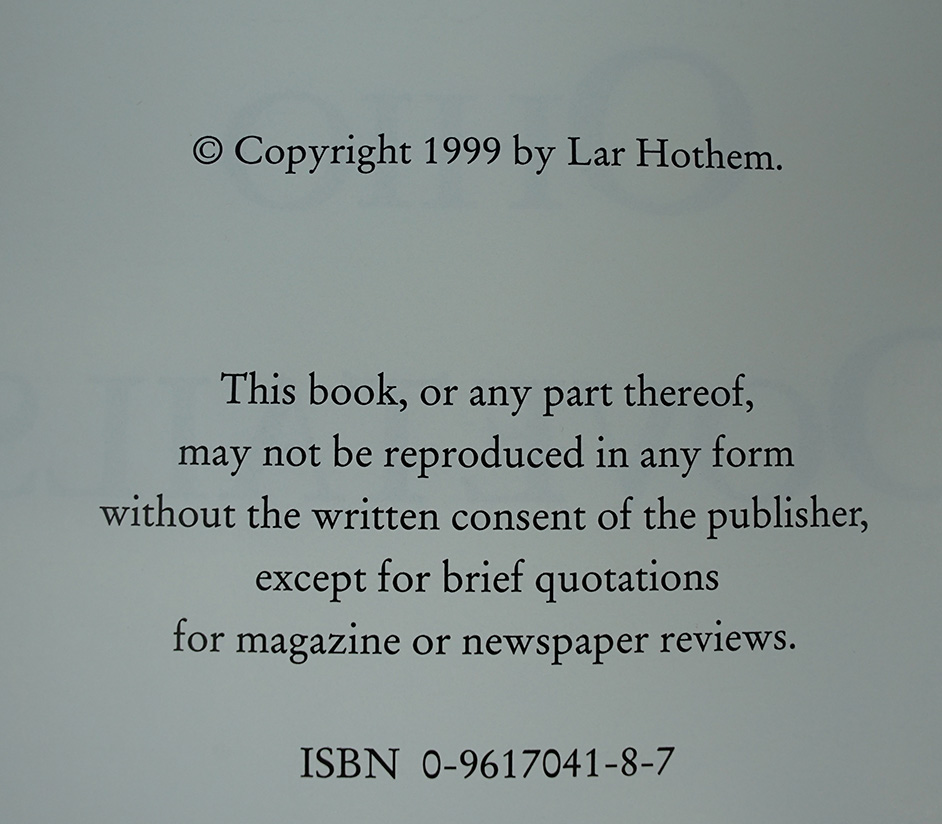 © Copyright 1999 by Lar Hothem.
This book, or any part thereof,
may not be reproduced in any form
without the written consent of the publisher,
except for brief quotations
for magazine or newspaper reviews.
ISBN 0-9617041-8-7